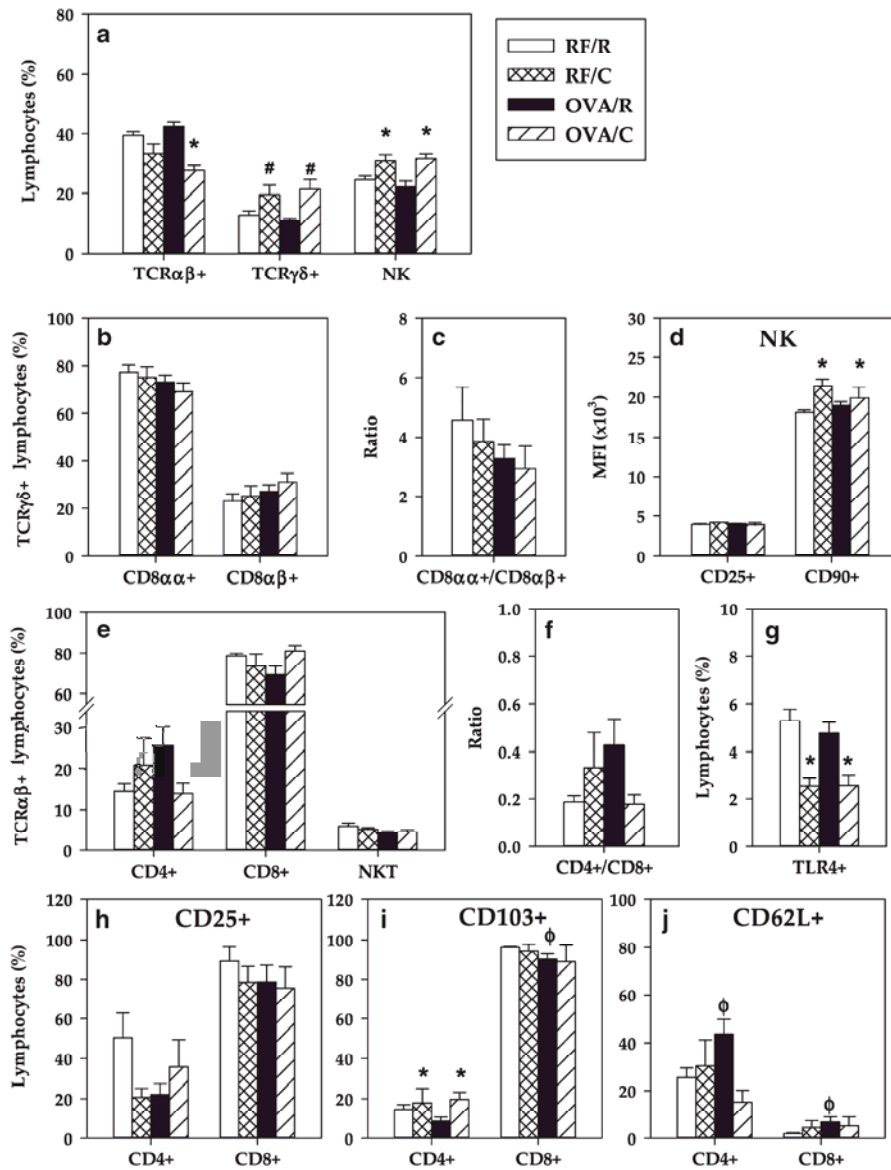 a
Lymphocytes (%)
80
60
40
20
0
*
#
#
*
*
TCRαβ+
TCRγδ+
NK
RF/R
RF/C
OVA/R
OVA/C
b
TCRγδ+ lymphocytes (%)
100
80
60
40
20
0
CD8αα+
CD8αβ+
c
Ratio
8
6
4
2
0
CD8αα+/CD8αβ+
d
NK
MFI (x10³)
30
25
20
15
10
5
0
*
*
CD25+
CD90+
e
TCRαβ+ lymphocytes (%)
100
80
60
30
20
10
0
CD4+
CD8+
NKT
f
Ratio
1.0
0.8
0.6
0.4
0.2
0.0
CD4+/CD8+
g
Lymphocytes (%)
10
8
6
4
2
0
*
*
TLR4+
h
CD25+
Lymphocytes (%)
120
100
80
60
40
20
0
CD4+
CD8+
i
CD103+
120
100
80
60
40
20
0
*
*
ϕ
CD4+
CD8+
j
CD62L+
100
80
60
40
20
0
ϕ
ϕ
CD4+
CD8+